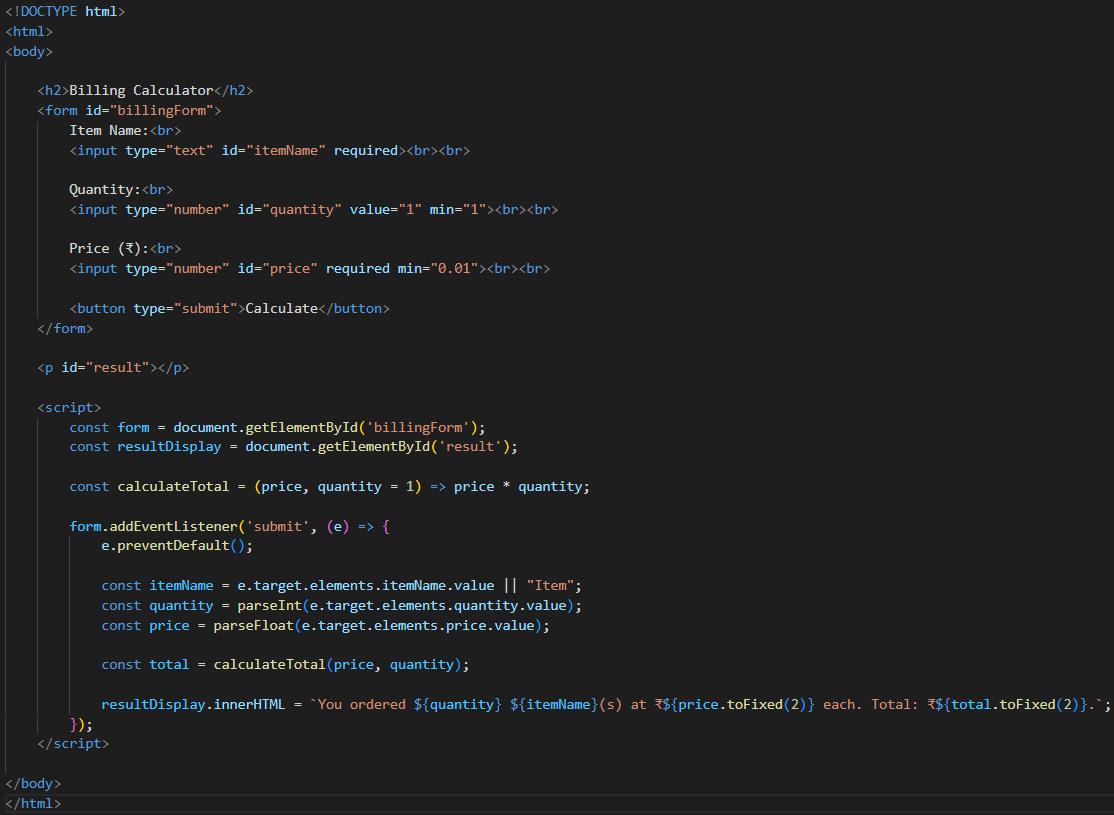 <!DOCTYPE html>
<html>
<body>

    <h2>Billing Calculator</h2>
    <form id="billingForm">
        Item Name:<br>
        <input type="text" id="itemName" required><br><br>

        Quantity:<br>
        <input type="number" id="quantity" value="1" min="1"><br><br>

        Price (₹):<br>
        <input type="number" id="price" required min="0.01"><br><br>

        <button type="submit">Calculate</button>
    </form>

    <p id="result"></p>

    <script>
        const form = document.getElementById('billingForm');
        const resultDisplay = document.getElementById('result');

        const calculateTotal = (price, quantity = 1) => price * quantity;

        form.addEventListener('submit', (e) => {
            e.preventDefault();

            const itemName = e.target.elements.itemName.value || "Item";
            const quantity = parseInt(e.target.elements.quantity.value);
            const price = parseFloat(e.target.elements.price.value);

            const total = calculateTotal(price, quantity);

            resultDisplay.innerHTML = `You ordered ${quantity} ${itemName}(s) at ₹${price.toFixed(2)} each. Total: ₹${total.toFixed(2)}.`;
        });
    </script>

</body>
</html>